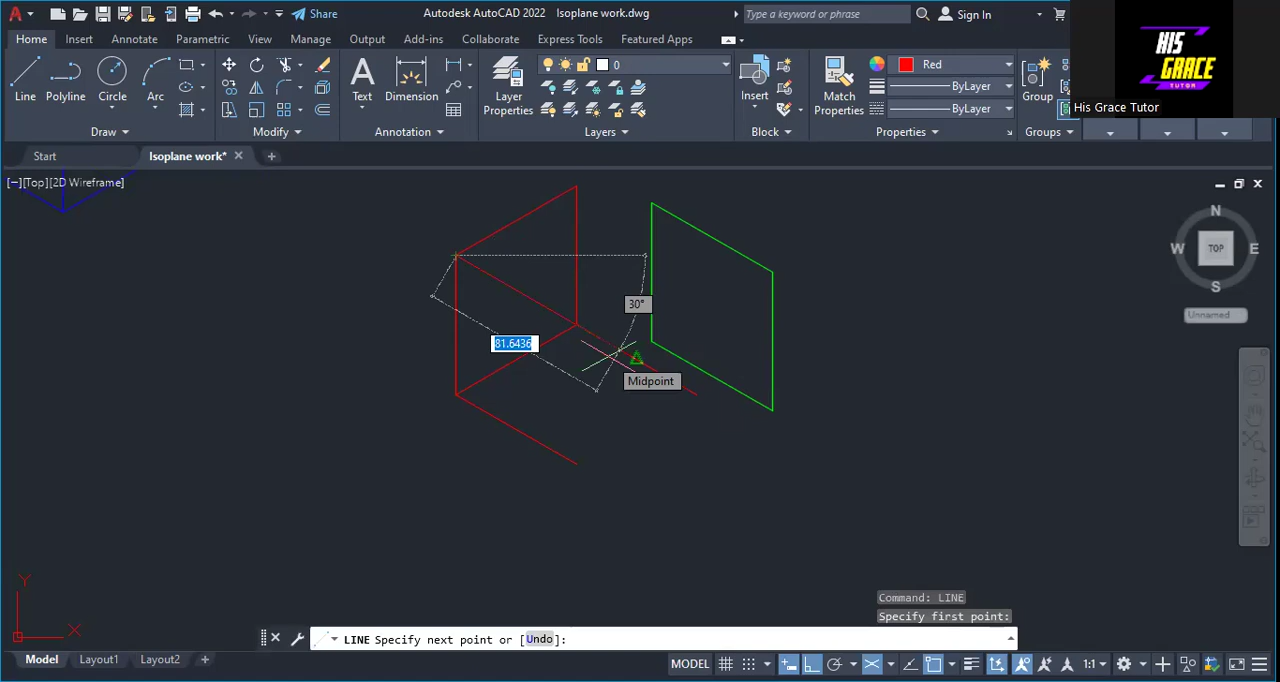 Share
Autodesk AutoCAD 2022 Isoplane work.dwg
Type a keyword or phrase
Sign In
HIS
GRACE
TUTOR
His Grace Tutor
Home Insert Annotate Parametric View Manage Output Add-ins Collaborate Express Tools Featured Apps
Line Polyline Circle Arc
Text Dimension
Layer
Properties
0
Insert
Match
Properties
Red
ByLayer
ByLayer
Group
Draw Modify Annotation Layers Block Properties Groups
Start Isoplane work*
[−][Top][2D Wireframe]
N
W TOP E
S
Unnamed
30°
81.6436
Midpoint
Y
X
Command: LINE
Specify first point:
LINE Specify next point or [Undo]:
Model Layout1 Layout2
MODEL
1:1